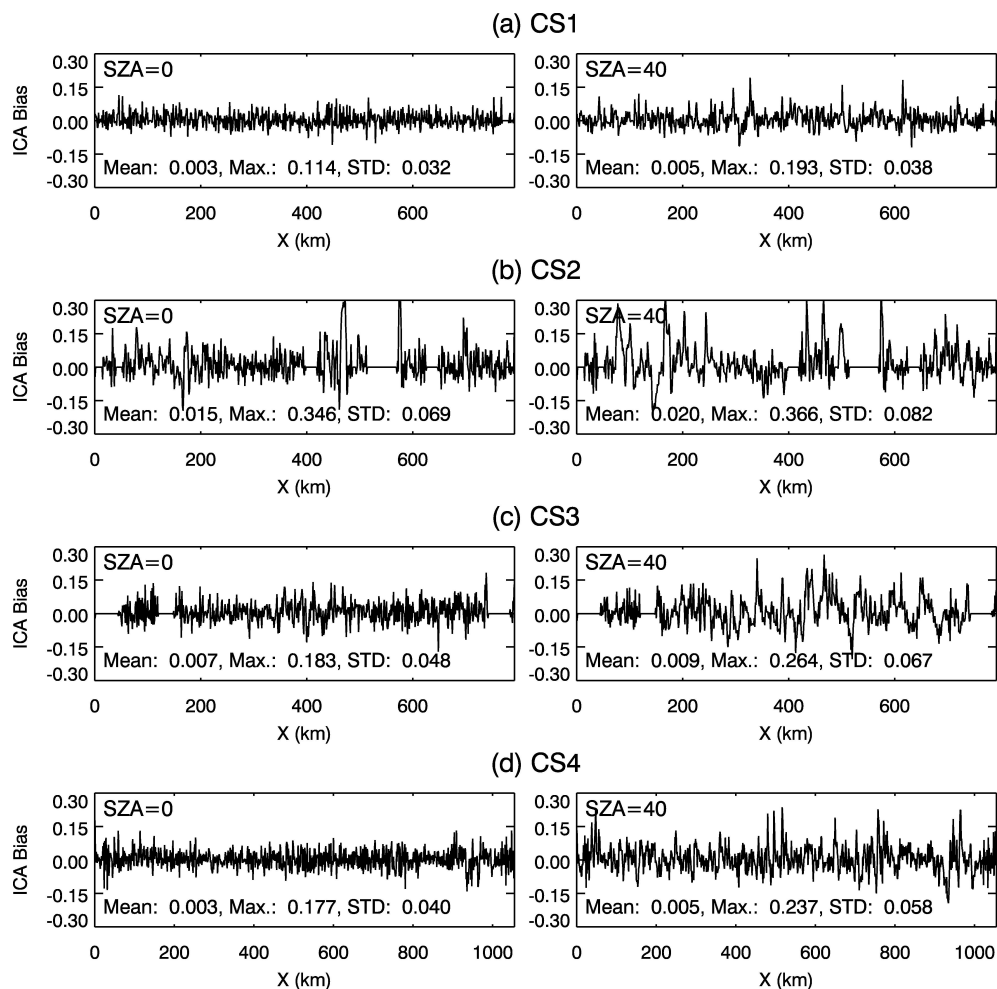 (a) CS1
ICA Bias
0.30
0.15
0.00
-0.15
-0.30
SZA=0
Mean: 0.003, Max.: 0.114, STD: 0.032
0 200 400 600
X (km)
0.30
0.15
0.00
-0.15
-0.30
SZA=40
Mean: 0.005, Max.: 0.193, STD: 0.038
0 200 400 600
X (km)
(b) CS2
ICA Bias
0.30
0.15
0.00
-0.15
-0.30
SZA=0
Mean: 0.015, Max.: 0.346, STD: 0.069
0 200 400 600
X (km)
0.30
0.15
0.00
-0.15
-0.30
SZA=40
Mean: 0.020, Max.: 0.366, STD: 0.082
0 200 400 600
X (km)
(c) CS3
ICA Bias
0.30
0.15
0.00
-0.15
-0.30
SZA=0
Mean: 0.007, Max.: 0.183, STD: 0.048
0 200 400 600
X (km)
0.30
0.15
0.00
-0.15
-0.30
SZA=40
Mean: 0.009, Max.: 0.264, STD: 0.067
0 200 400 600
X (km)
(d) CS4
ICA Bias
0.30
0.15
0.00
-0.15
-0.30
SZA=0
Mean: 0.003, Max.: 0.177, STD: 0.040
0 200 400 600 800 1000
X (km)
0.30
0.15
0.00
-0.15
-0.30
SZA=40
Mean: 0.005, Max.: 0.237, STD: 0.058
0 200 400 600 800 1000
X (km)